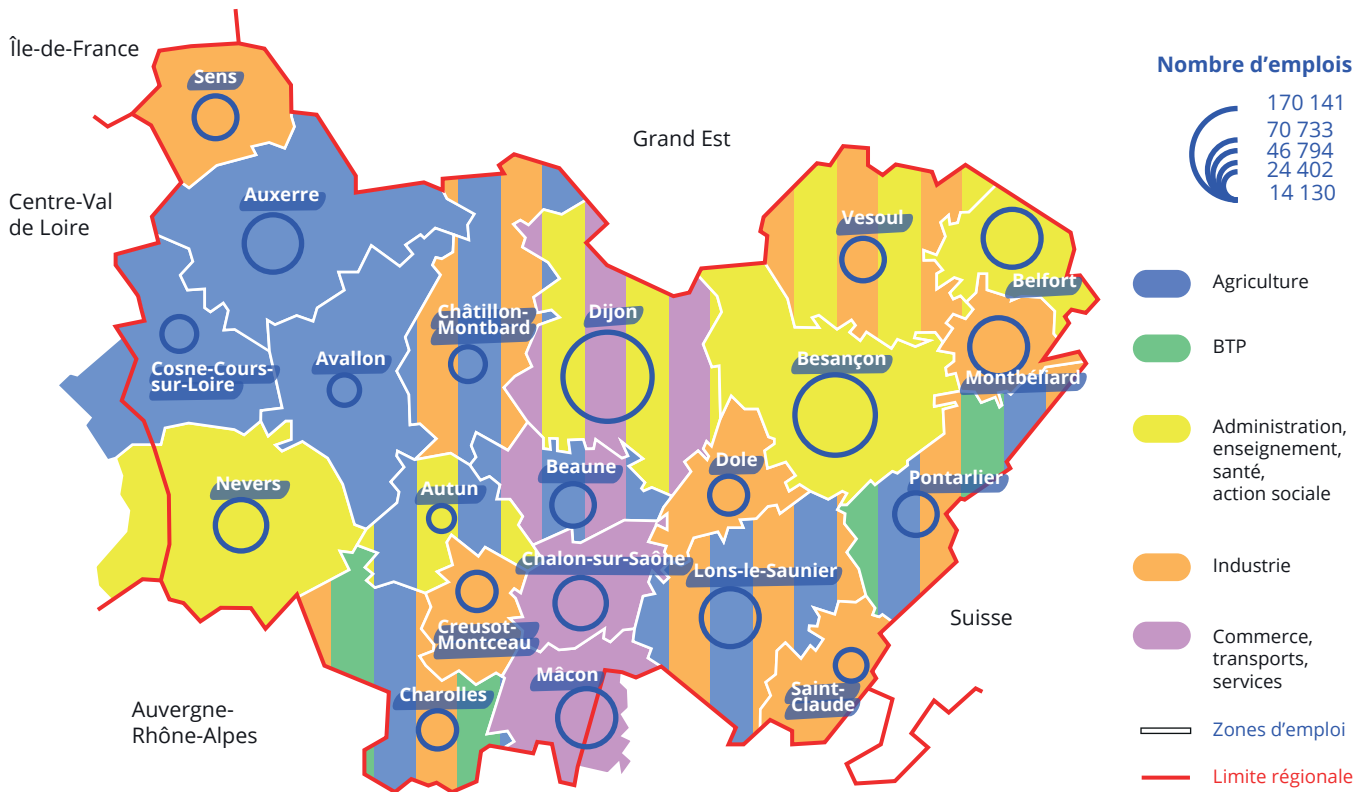 Île-de-France
Sens
Grand Est
Centre-Val
de Loire
Auxerre
Vesoul
Belfort
Châtillon-
Montbard
Dijon
Cosne-Cours-
sur-Loire
Avallon
Besançon
Montbéliard
Nevers
Autun
Beaune
Dole
Pontarlier
Chalon-sur-Saône
Lons-le-Saunier
Creusot-
Montceau
Suisse
Mâcon
Charolles
Saint-
Claude
Auvergne-
Rhône-Alpes
Nombre d’emplois
170 141
70 733
46 794
24 402
14 130
Agriculture
BTP
Administration,
enseignement,
santé,
action sociale
Industrie
Commerce,
transports,
services
Zones d’emploi
Limite régionale